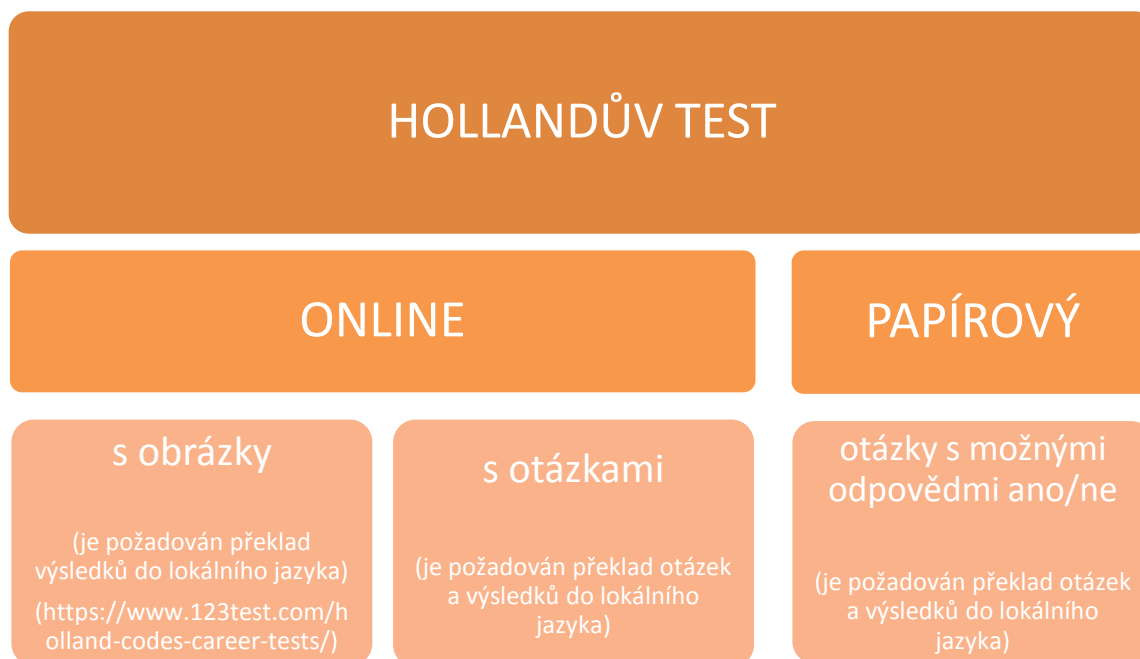 HOLLANDŮV TEST
ONLINE
PAPÍROVÝ
s obrázky
(je požadován překlad
výsledků do lokálního jazyka)
(https://www.123test.com/h
olland-codes-career-tests/)
s otázkami
(je požadován překlad otázek
a výsledků do lokálního
jazyka)
otázky s možnými
odpověďmi ano/ne
(je požadován překlad otázek
a výsledků do lokálního
jazyka)